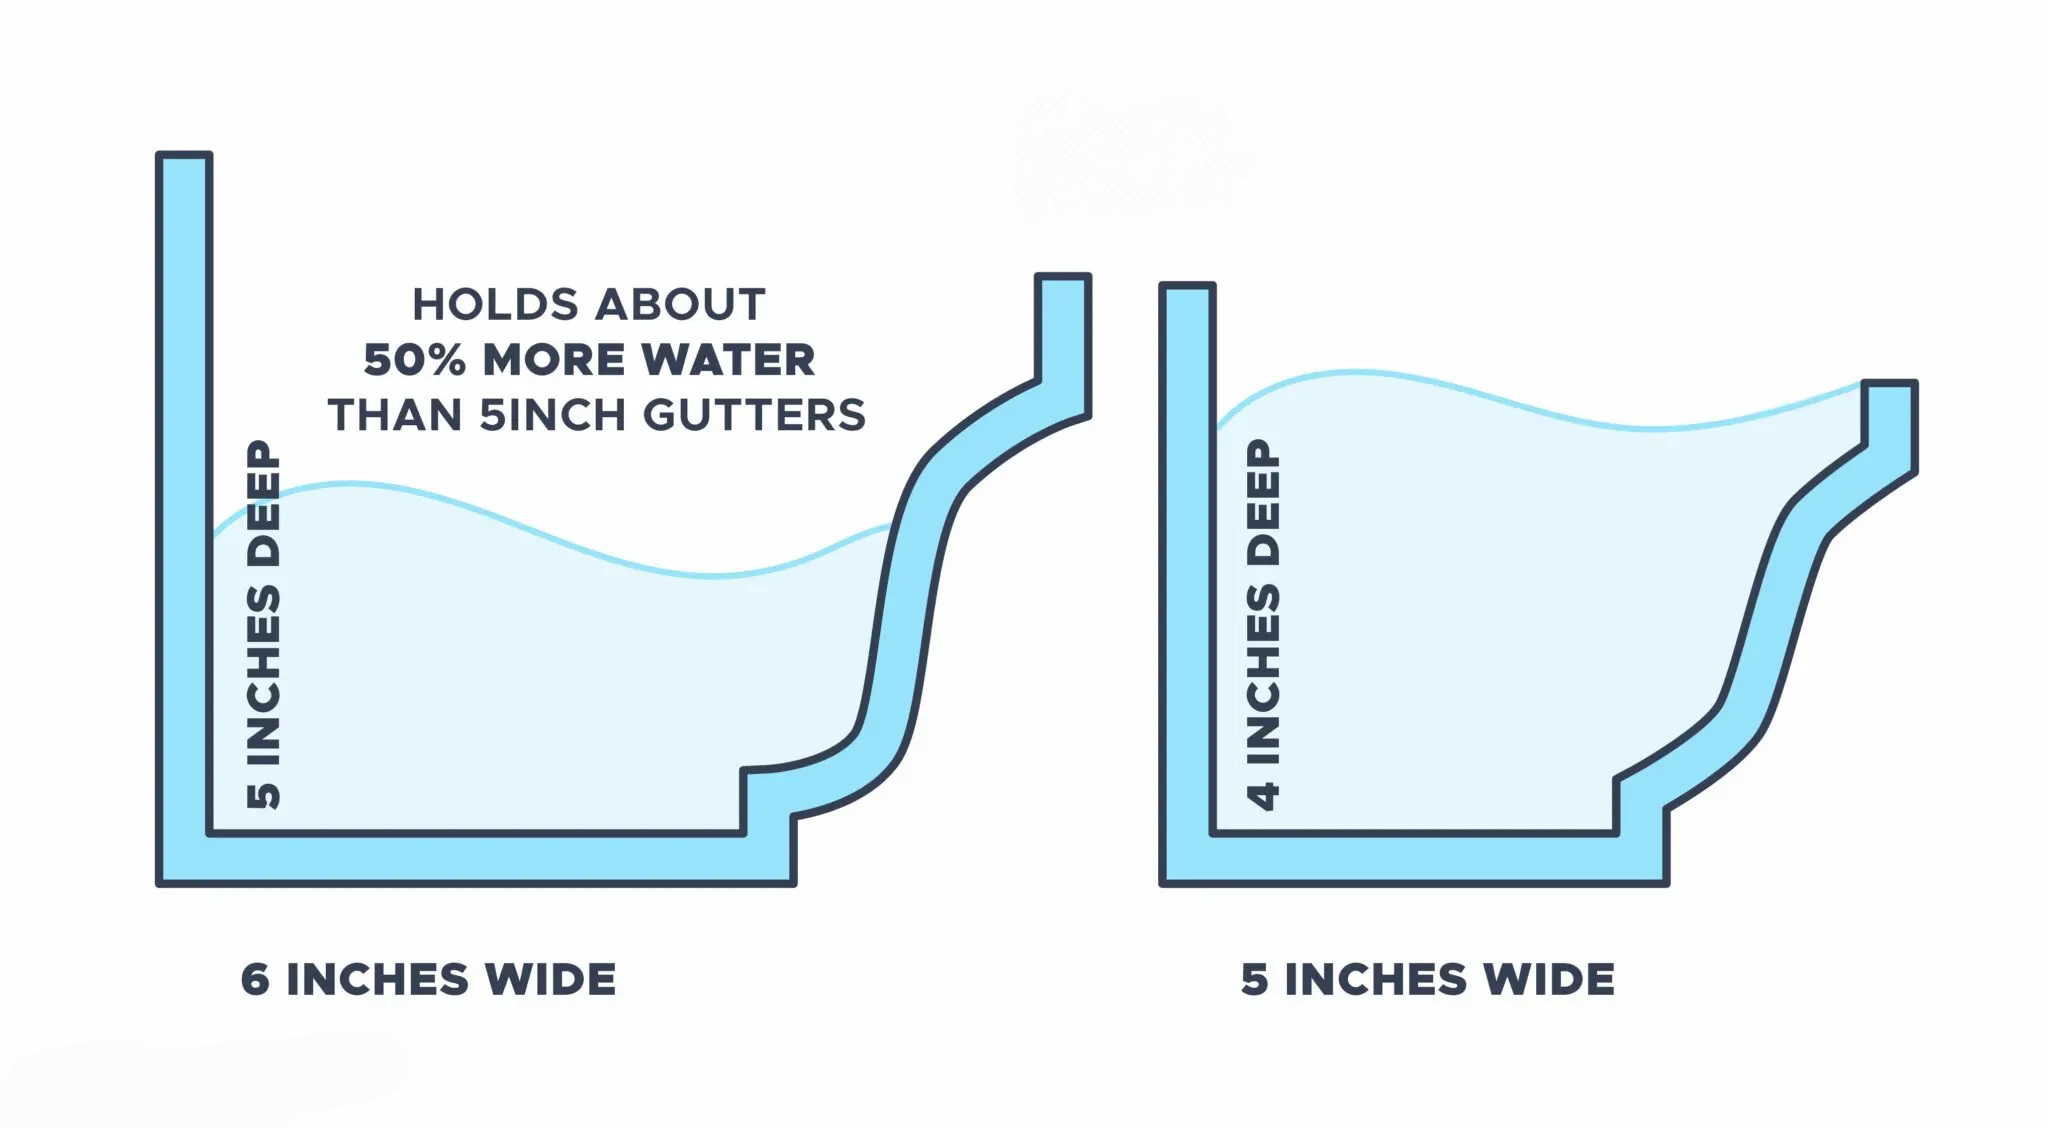 HOLDS ABOUT
50% MORE WATER
THAN 5INCH GUTTERS
5 INCHES DEEP
6 INCHES WIDE
4 INCHES DEEP
5 INCHES WIDE